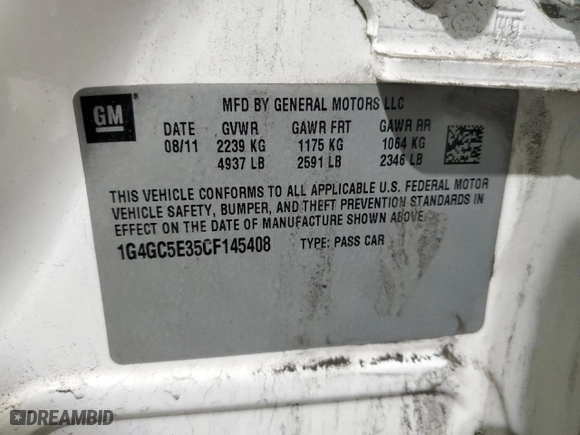 GM
MFD BY GENERAL MOTORS LLC
DATE GVWR GAWR FRT GAWR RR
08/11 2239 KG 1175 KG 1064 KG
4937 LB 2591 LB 2346 LB
THIS VEHICLE CONFORMS TO ALL APPLICABLE U.S. FEDERAL MOTOR
VEHICLE SAFETY, BUMPER, AND THEFT PREVENTION STANDARDS IN
EFFECT ON THE DATE OF MANUFACTURE SHOWN ABOVE.
1G4GC5E35CF145408 TYPE: PASS CAR
DREAMBID